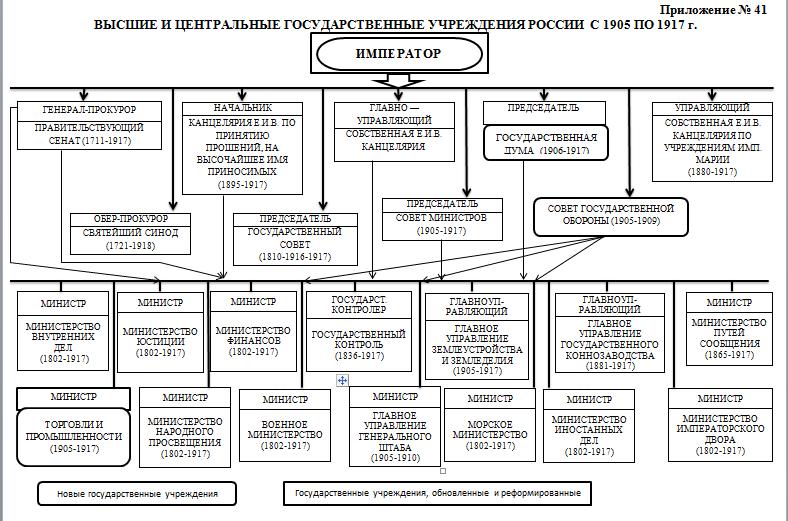 Приложение № 41
ВЫСШИЕ И ЦЕНТРАЛЬНЫЕ ГОСУДАРСТВЕННЫЕ УЧРЕЖДЕНИЯ РОССИИ С 1905 ПО 1917 г.
ИМПЕРАТОР
ГЕНЕРАЛ-ПРОКУРОР
ПРАВИТЕЛЬСТВУЮЩИЙ
СЕНАТ (1711-1917)
НАЧАЛЬНИК
КАНЦЕЛЯРИЯ Е.И.В. ПО
ПРИНЯТИЮ
ПРОШЕНИЙ, НА
ВЫСОЧАЙШЕЕ ИМЯ
ПРИНОСИМЫХ
(1895-1917)
ГЛАВНО —
УПРАВЛЯЮЩИЙ
СОБСТВЕННАЯ Е.И.В.
КАНЦЕЛЯРИЯ
ПРЕДСЕДАТЕЛЬ
ГОСУДАРСТВЕННАЯ
ДУМА (1906-1917)
УПРАВЛЯЮЩИЙ
СОБСТВЕННАЯ Е.И.В.
КАНЦЕЛЯРИЯ ПО
УЧРЕЖДЕНИЯМ ИМП.
МАРИИ
(1880-1917)
ОБЕР-ПРОКУРОР
СВЯТЕЙШИЙ СИНОД
(1721-1918)
ПРЕДСЕДАТЕЛЬ
ГОСУДАРСТВЕННЫЙ
СОВЕТ
(1810-1916-1917)
ПРЕДСЕДАТЕЛЬ
СОВЕТ МИНИСТРОВ
(1905-1917)
СОВЕТ ГОСУДАРСТВЕННОЙ
ОБОРОНЫ (1905-1909)
МИНИСТР
МИНИСТЕРСТВО
ВНУТРЕННИХ
ДЕЛ
(1802-1917)
МИНИСТР
МИНИСТЕРСТВО
ЮСТИЦИИ
(1802-1917)
МИНИСТР
МИНИСТЕРСТВО
ФИНАНСОВ
(1802-1917)
ГОСУДАРСТ.
КОНТРОЛЕР
ГОСУДАРСТВЕННЫЙ
КОНТРОЛЬ
(1836-1917)
ГЛАВНОУП-
РАВЛЯЮЩИЙ
ГЛАВНОЕ
УПРАВЛЕНИЕ
ЗЕМЛЕУСТРОЙСТВА
И ЗЕМЛЕДЕЛИЯ
(1905-1917)
ГЛАВНОУП-
РАВЛЯЮЩИЙ
ГЛАВНОЕ
УПРАВЛЕНИЕ
ГОСУДАРСТВЕННОГО
КОННОЗАВОДСТВА
(1881-1917)
МИНИСТР
МИНИСТЕРСТВО
ПУТЕЙ
СООБЩЕНИЯ
(1865-1917)
МИНИСТР
ТОРГОВЛИ И
ПРОМЫШЛЕННОСТИ
(1905-1917)
МИНИСТР
МИНИСТЕРСТВО
НАРОДНОГО
ПРОСВЕЩЕНИЯ
(1802-1917)
МИНИСТР
ВОЕННОЕ
МИНИСТЕРСТВО
(1802-1917)
МИНИСТР
ГЛАВНОЕ
УПРАВЛЕНИЕ
ГЕНЕРАЛЬНОГО
ШТАБА
(1905-1910)
МИНИСТР
МОРСКОЕ
МИНИСТЕРСТВО
(1802-1917)
МИНИСТР
МИНИСТЕРСТВО
ИНОСТАННЫХ
ДЕЛ
(1802-1917)
МИНИСТР
МИНИСТЕРСТВО
ИМПЕРАТОРСКОГО
ДВОРА
(1802-1917)
Новые государственные учреждения
Государственные учреждения, обновленные и реформированные